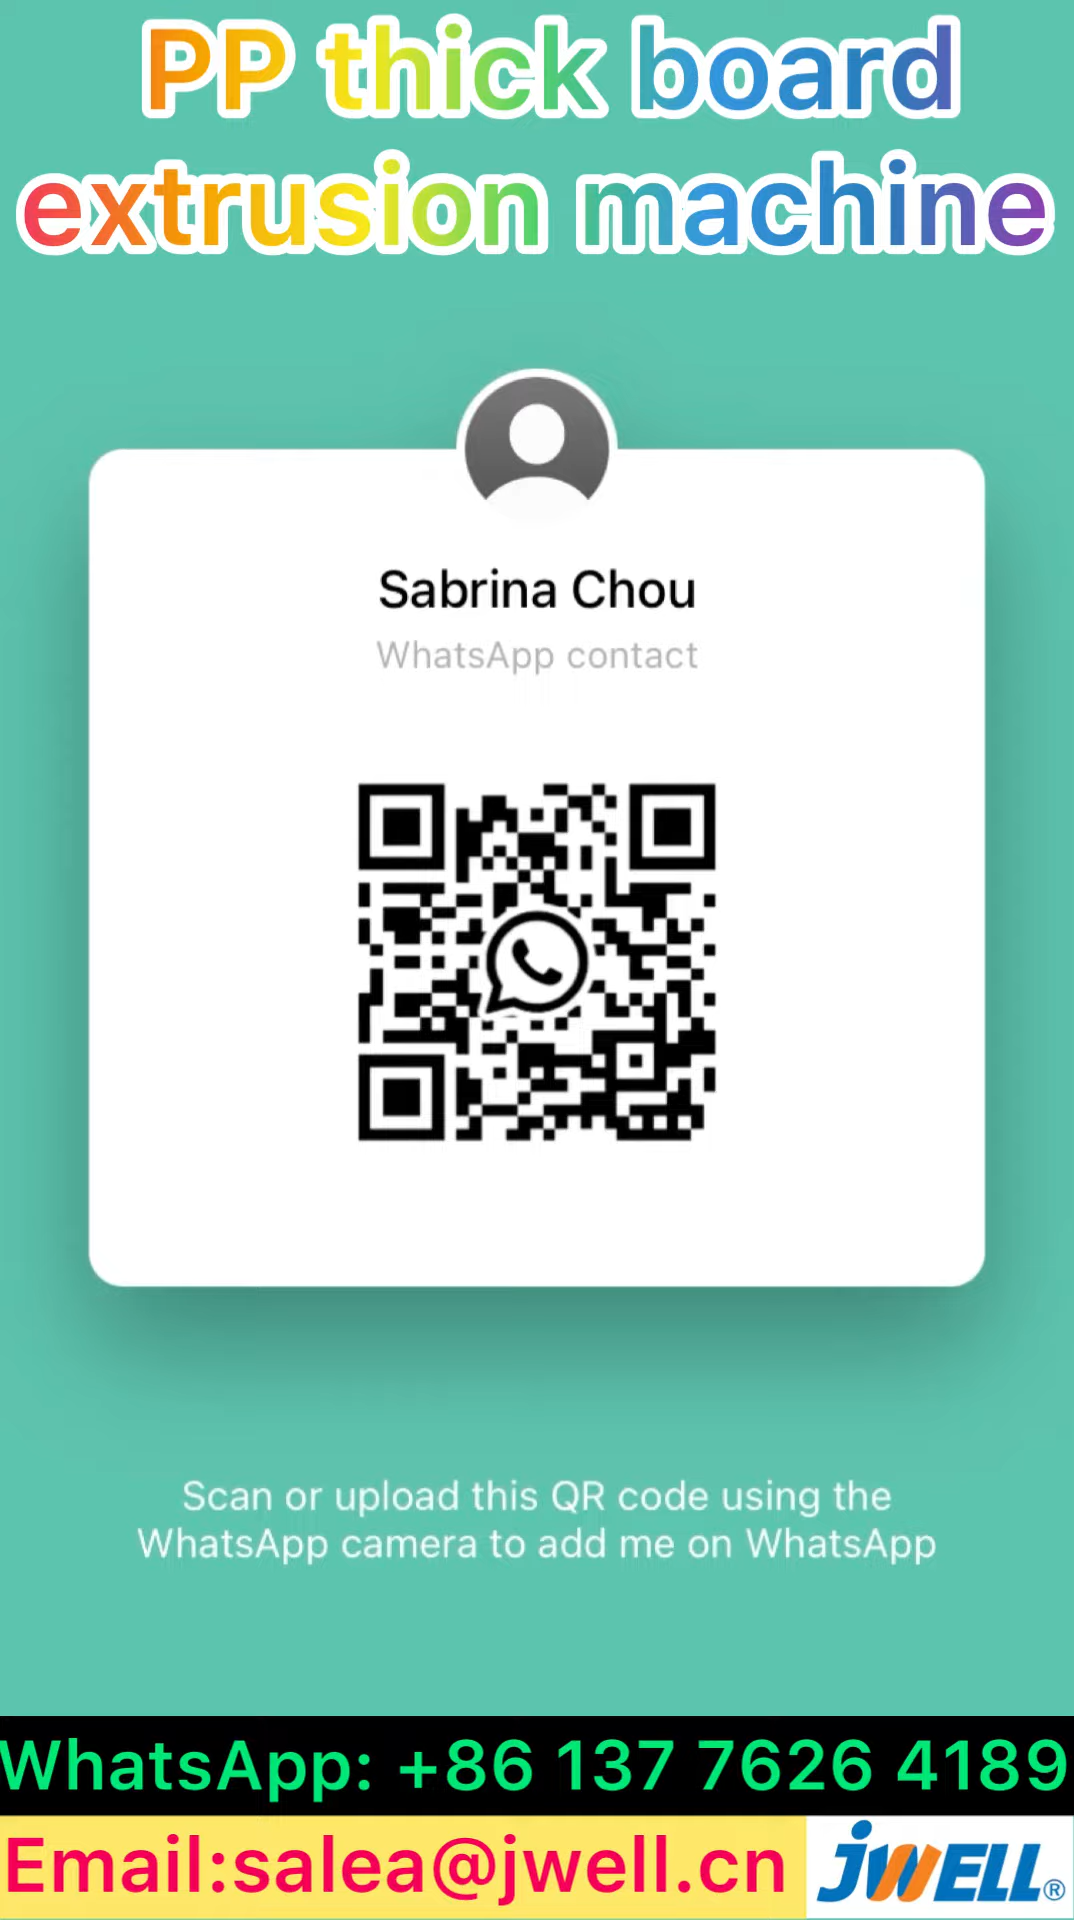 PP thick board
extrusion machine
Sabrina Chou
WhatsApp contact
Scan or upload this QR code using the
WhatsApp camera to add me on WhatsApp
WhatsApp: +86 137 7626 4189
Email:salea@jwell.cn
JWELL®